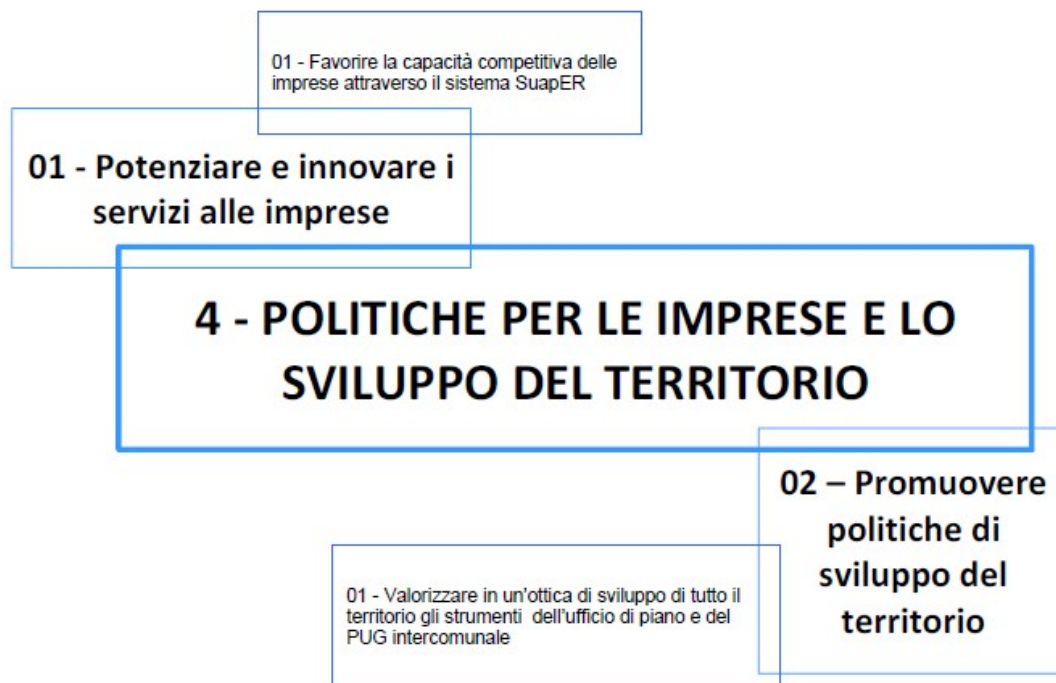 01 - Favorire la capacità competitiva delle
imprese attraverso il sistema SuapER
01 - Potenziare e innovare i
servizi alle imprese
4 - POLITICHE PER LE IMPRESE E LO
SVILUPPO DEL TERRITORIO
02 – Promuovere
politiche di
sviluppo del
territorio
01 - Valorizzare in un'ottica di sviluppo di tutto il
territorio gli strumenti dell'ufficio di piano e del
PUG intercomunale